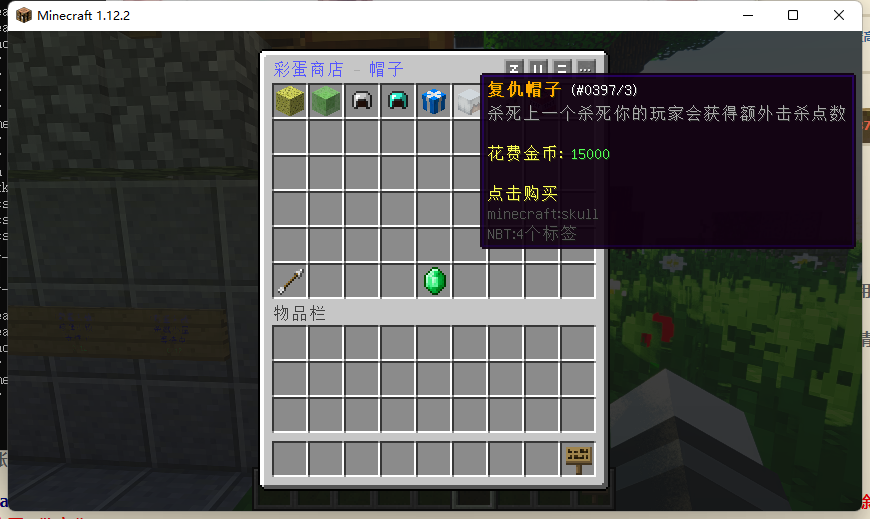 Minecraft 1.12.2
彩蛋商店 - 帽子
复仇帽子 (#0397/3)
杀死上一个杀死你的玩家会获得额外击杀点数
花费金币: 15000
点击购买
minecraft:skull
NBT:4个标签
物品栏